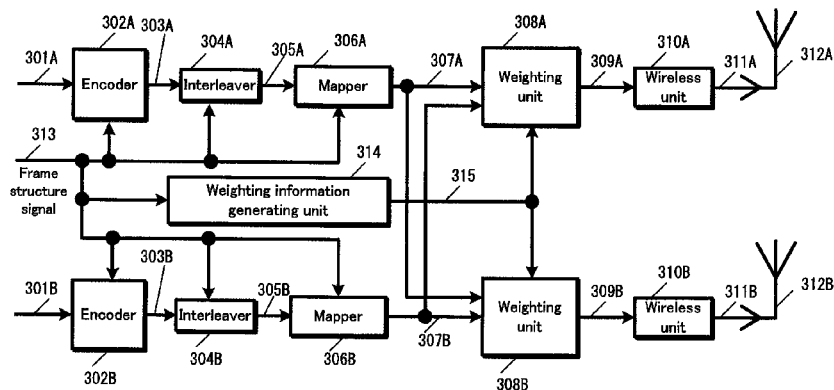 302A 303A 304A 305A 306A 308A
301A Encoder Interleaver Mapper 307A Weighting unit 309A 310A Wireless unit 311A 312A
313
Frame structure signal
314
Weighting information generating unit
315
301B Encoder 303B Interleaver 305B Mapper 307B Weighting unit 309B 310B Wireless unit 311B 312B
302B 304B 306B 308B